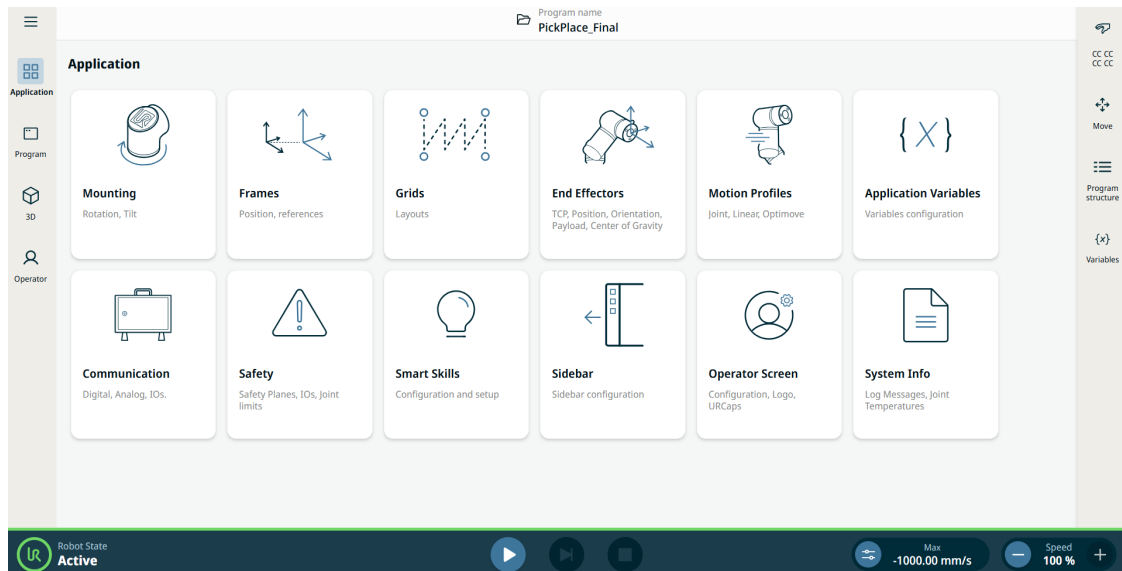 Program name
PickPlace_Final
Application
Program
3D
Operator
Application
Mounting
Rotation, Tilt
Frames
Position, references
Grids
Layouts
End Effectors
TCP, Position, Orientation,
Payload, Center of Gravity
Motion Profiles
Joint, Linear, Optimove
{X}
Application Variables
Variables configuration
Communication
Digital, Analog, IOs.
Safety
Safety Planes, IOs, Joint
limits
Smart Skills
Configuration and setup
Sidebar
Sidebar configuration
Operator Screen
Configuration, Logo,
URCaps
System Info
Log Messages, Joint
Temperatures
CC CC
CC CC
Move
Program
structure
{x}
Variables
UR
Robot State
Active
Max
-1000.00 mm/s
Speed
100 %